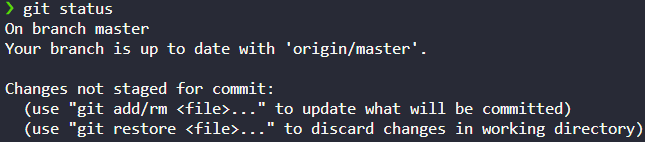 ❯ git status
On branch master
Your branch is up to date with 'origin/master'.

Changes not staged for commit:
  (use "git add/rm <file>..." to update what will be committed)
  (use "git restore <file>..." to discard changes in working directory)